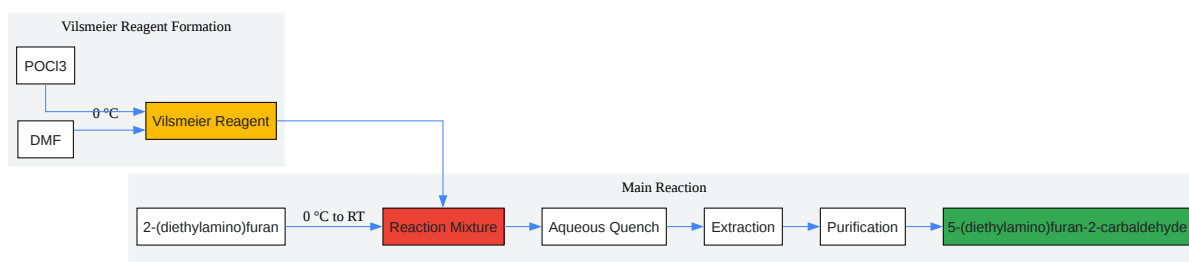 Vilsmeier Reagent Formation
POCl3
0 °C
Vilsmeier Reagent
DMF
Main Reaction
2-(diethylamino)furan
0 °C to RT
Reaction Mixture
Aqueous Quench
Extraction
Purification
5-(diethylamino)furan-2-carbaldehyde